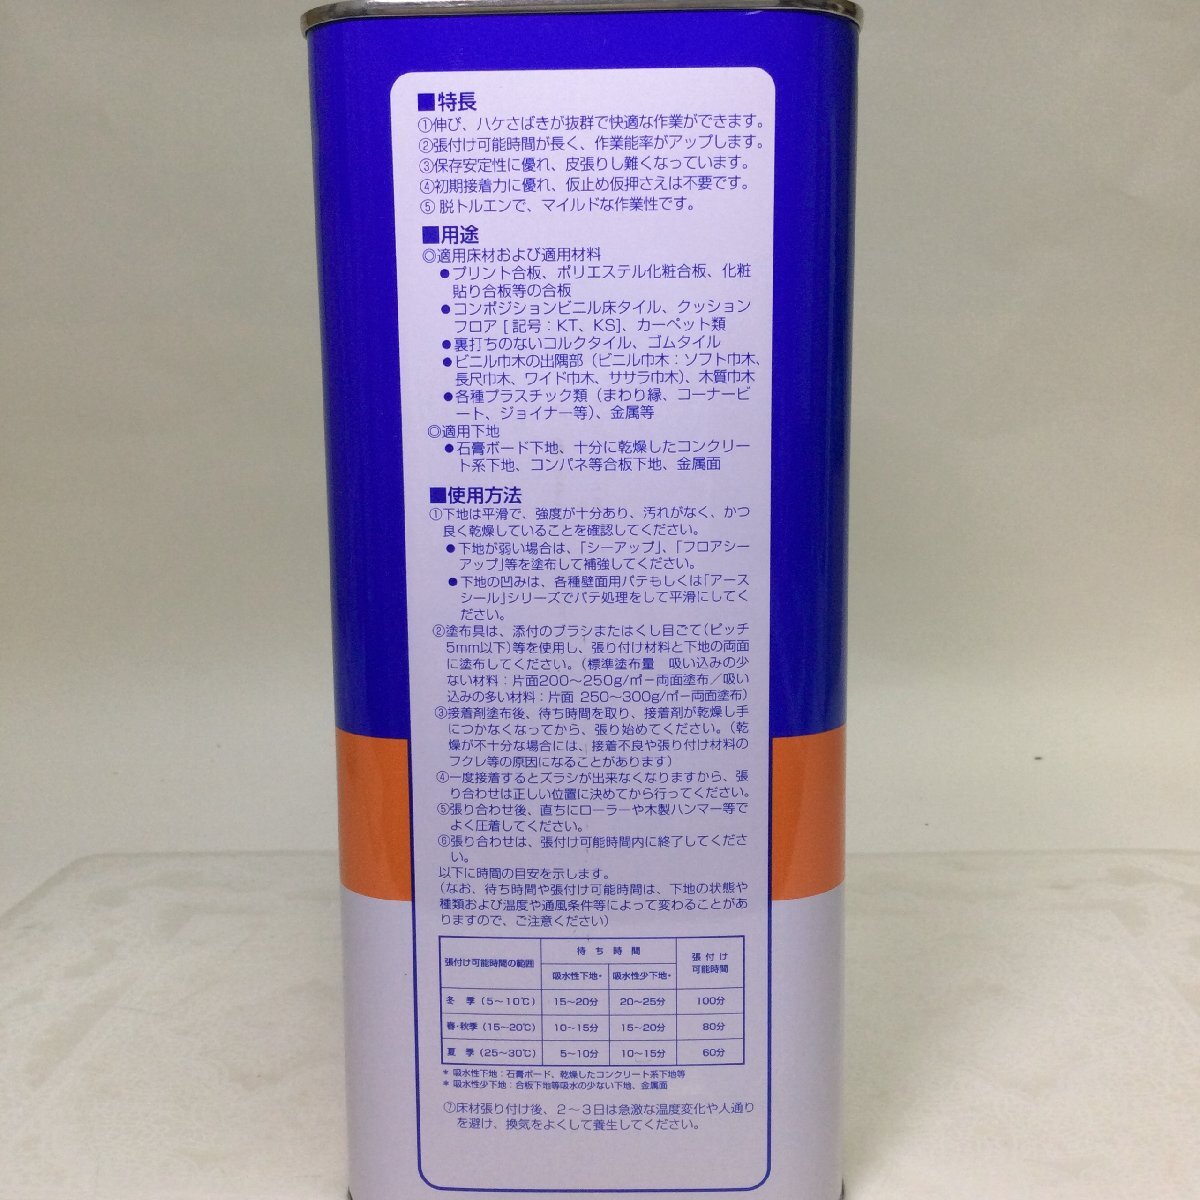 ■特長
①伸び、ハケさばきが抜群で快適な作業ができます。
②張付け可能時間が長く、作業能率がアップします。
③保存安定性に優れ、皮張りし難くなっています。
④初期接着力に優れ、仮止め仮押さえは不要です。
⑤脱トルエンで、マイルドな作業性です。
■用途
◎適用床材および適用材料
●プリント合板、ポリエステル化粧合板、化粧
貼り合板等の合板
●コンポジションビニル床タイル、クッション
フロア[記号：KT、KS]、カーペット類
●裏打ちのないコルクタイル、ゴムタイル
●ビニル巾木の出隅部（ビニル巾木：ソフト巾木、
長尺巾木、ワイド巾木、ササラ巾木）、木質巾木
●各種プラスチック類（まわり縁、コーナービ
ート、ジョイナー等）、金属等
◎適用下地
●石膏ボード下地、十分に乾燥したコンクリー
ト系下地、コンパネ等合板下地、金属面
■使用方法
①下地は平滑で、強度が十分あり、汚れがなく、かつ
良く乾燥していることを確認してください。
●下地が弱い場合は、「シーアップ」、「フロアシー
アップ」等を塗布して補強してください。
●下地の凹みは、各種壁面用パテもしくは「アース
シール」シリーズでパテ処理をして平滑にしてく
ださい。
②塗布具は、添付のブラシまたはくし目ごて（ピッチ
5mm以下）等を使用し、張り付け材料と下地の両面
に塗布してください。（標準塗布量　吸い込みの少
ない材料：片面200～250g/㎡－両面塗布／吸い
込みの多い材料：片面 250～300g/㎡－両面塗布）
③接着剤塗布後、待ち時間を取り、接着剤が乾燥し手
につかなくなってから、張り始めてください。（乾
燥が不十分な場合には、接着不良や張り付け材料の
フクレ等の原因になることがあります）
④一度接着するとズラシが出来なくなりますから、張
り合わせは正しい位置に決めてから行ってください。
⑤張り合わせ後、直ちにローラーや木製ハンマー等で
よく圧着してください。
⑥張り合わせは、張付け可能時間内に終了してくださ
い。
以下に時間の目安を示します。
（なお、待ち時間や張付け可能時間は、下地の状態や
種類および温度や通風条件等によって変わることがあ
りますので、ご注意ください）
張付け可能時間の範囲 待ち時間 張付け可能時間
吸水性下地* 吸水性少下地*
冬　季（5～10℃） 15～20分 20～25分 100分
春・秋季（15～20℃） 10～15分 15～20分 80分
夏　季（25～30℃） 5～10分 10～15分 60分
* 吸水性下地：石膏ボード、乾燥したコンクリート系下地等
* 吸水性少下地：合板下地等吸水の少ない下地、金属面
⑦床材張り付け後、2～3日は急激な温度変化や人通り
を避け、換気をよくして養生してください。